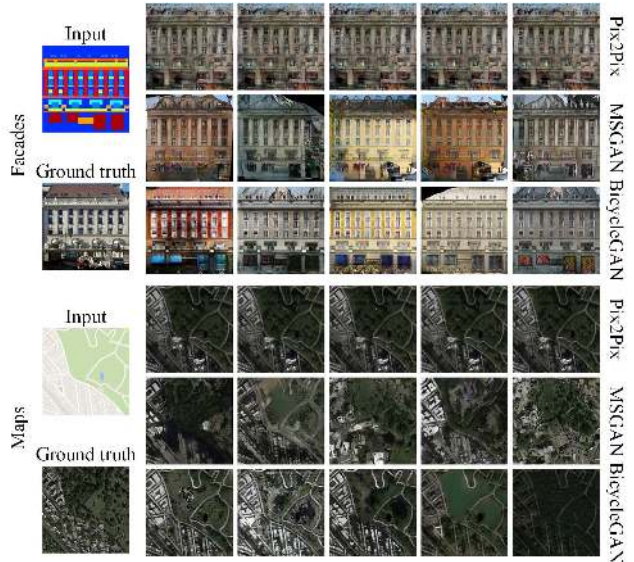 Input
Ground truth
Facades
Pix2Pix
MSGAN
BicycleGAN
Input
Ground truth
Maps
Pix2Pix
MSGAN
BicycleGAN